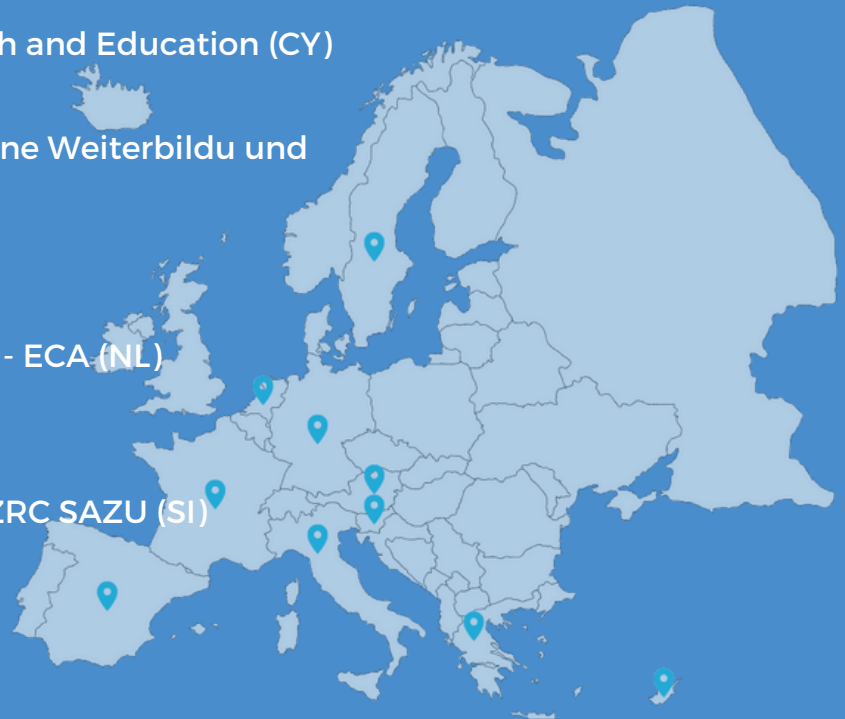 h and Education (CY)
ne Weiterbildu und
- ECA (NL)
ZRC SAZU (SI)